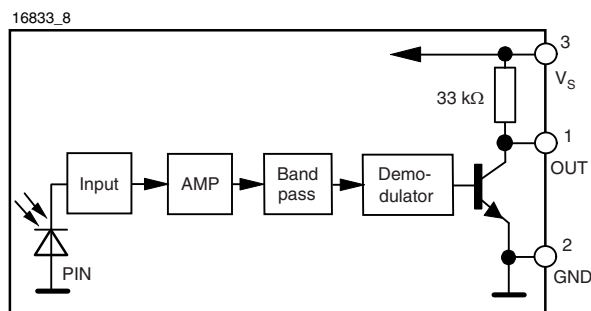 16833_8
3
V_S
33 kΩ
1
OUT
Input
AMP
Band
pass
Demo-
dulator
2
GND
PIN